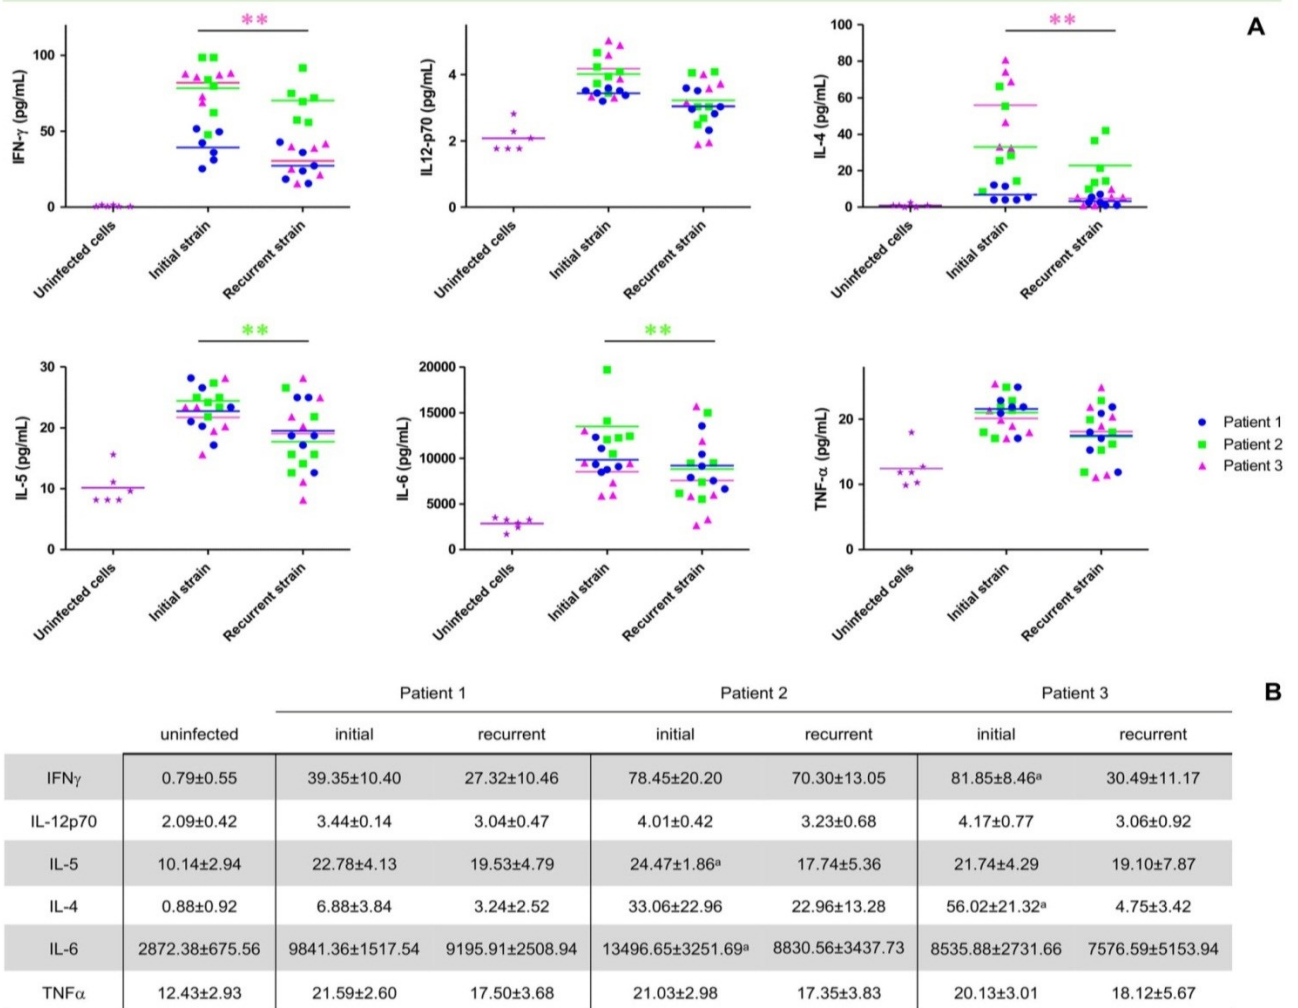 A
**
IFN-γ (pg/mL)
100
50
0
Uninfected cells
Initial strain
Recurrent strain
IL12-p70 (pg/mL)
4
2
0
Uninfected cells
Initial strain
Recurrent strain
**
IL-4 (pg/mL)
100
80
60
40
20
0
Uninfected cells
Initial strain
Recurrent strain
**
IL-5 (pg/mL)
30
20
10
0
Uninfected cells
Initial strain
Recurrent strain
**
IL-6 (pg/mL)
20000
15000
10000
5000
0
Uninfected cells
Initial strain
Recurrent strain
TNF-α (pg/mL)
20
10
0
Uninfected cells
Initial strain
Recurrent strain
Patient 1
Patient 2
Patient 3
B
Patient 1 Patient 2 Patient 3
uninfected initial recurrent initial recurrent initial recurrent
IFNγ 0.79±0.55 39.35±10.40 27.32±10.46 78.45±20.20 70.30±13.05 81.85±8.46ᵃ 30.49±11.17
IL-12p70 2.09±0.42 3.44±0.14 3.04±0.47 4.01±0.42 3.23±0.68 4.17±0.77 3.06±0.92
IL-5 10.14±2.94 22.78±4.13 19.53±4.79 24.47±1.86ᵃ 17.74±5.36 21.74±4.29 19.10±7.87
IL-4 0.88±0.92 6.88±3.84 3.24±2.52 33.06±22.96 22.96±13.28 56.02±21.32ᵃ 4.75±3.42
IL-6 2872.38±675.56 9841.36±1517.54 9195.91±2508.94 13496.65±3251.69ᵃ 8830.56±3437.73 8535.88±2731.66 7576.59±5153.94
TNFα 12.43±2.93 21.59±2.60 17.50±3.68 21.03±2.98 17.35±3.83 20.13±3.01 18.12±5.67